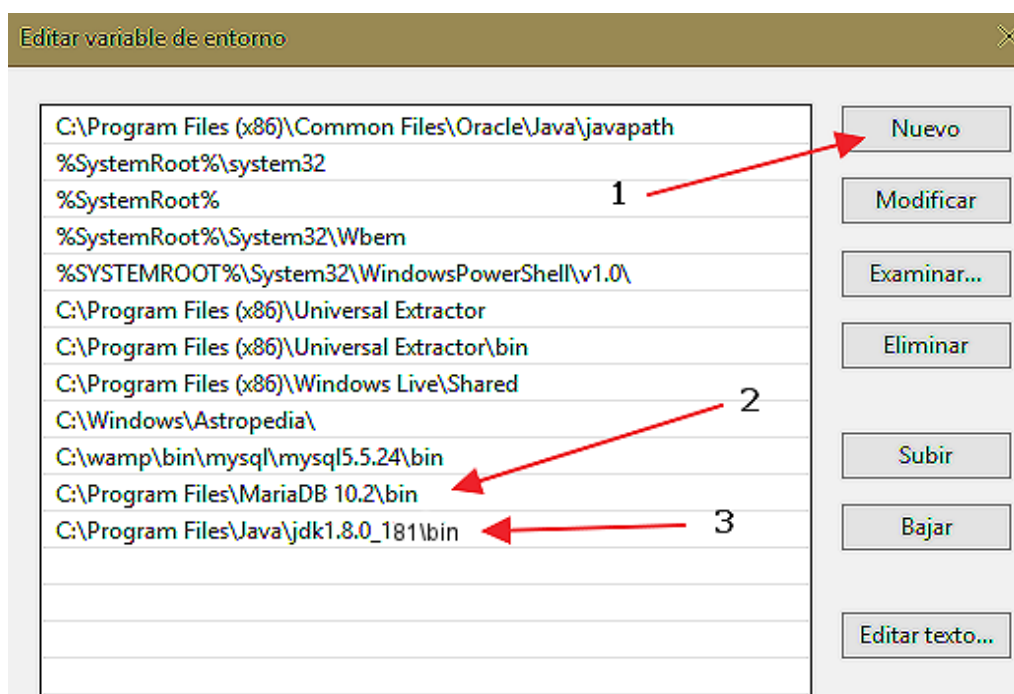 Editar variable de entorno
C:\Program Files (x86)\Common Files\Oracle\Java\javapath
Nuevo
%SystemRoot%\system32
1
%SystemRoot%
Modificar
%SystemRoot%\System32\Wbem
%SYSTEMROOT%\System32\WindowsPowerShell\v1.0\
Examinar...
C:\Program Files (x86)\Universal Extractor
C:\Program Files (x86)\Universal Extractor\bin
Eliminar
C:\Program Files (x86)\Windows Live\Shared
2
C:\Windows\Astropedia\
C:\wamp\bin\mysql\mysql5.5.24\bin
Subir
C:\Program Files\MariaDB 10.2\bin
C:\Program Files\Java\jdk1.8.0_181\bin
3
Bajar
Editar texto...